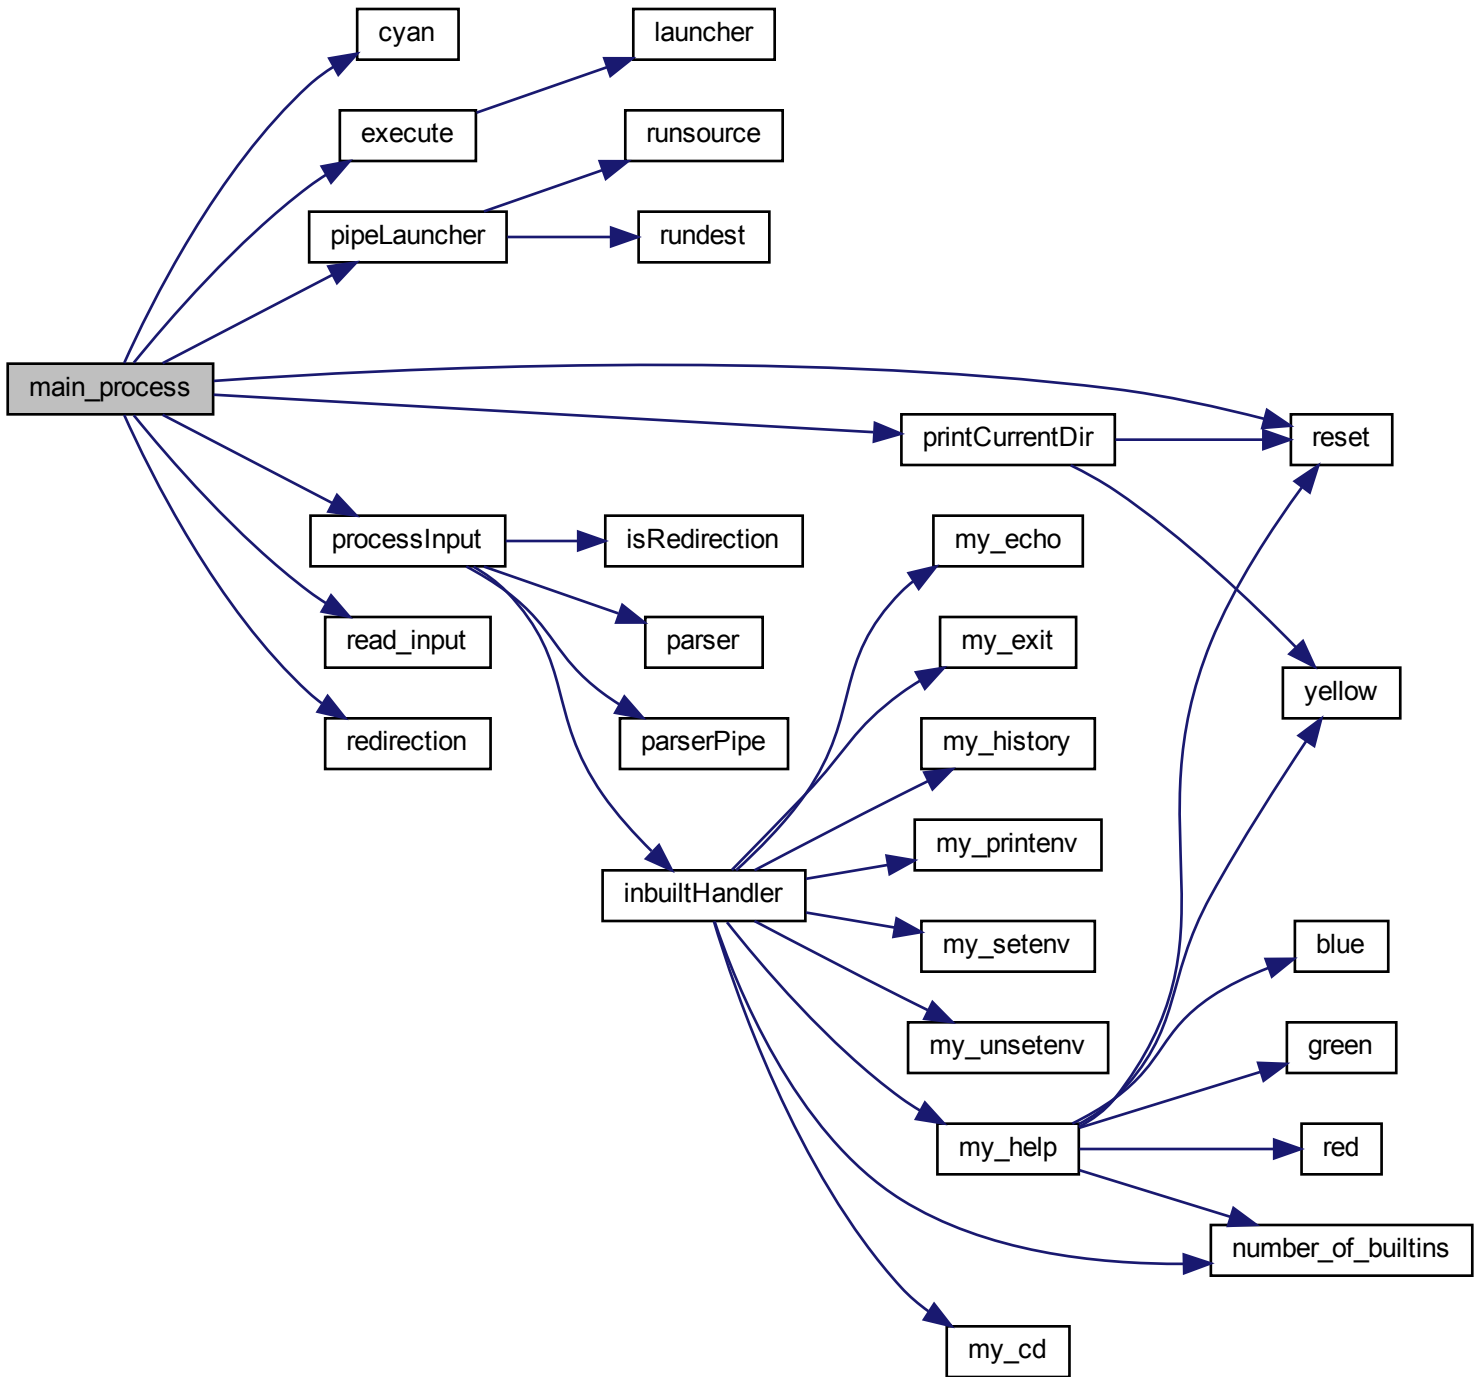 cyan
launcher
execute
runsource
pipeLauncher
rundest
main_process
printCurrentDir
reset
processInput
isRedirection
my_echo
read_input
parser
my_exit
yellow
redirection
parserPipe
my_history
my_printenv
inbuiltHandler
my_setenv
blue
my_unsetenv
green
my_help
red
number_of_builtins
my_cd